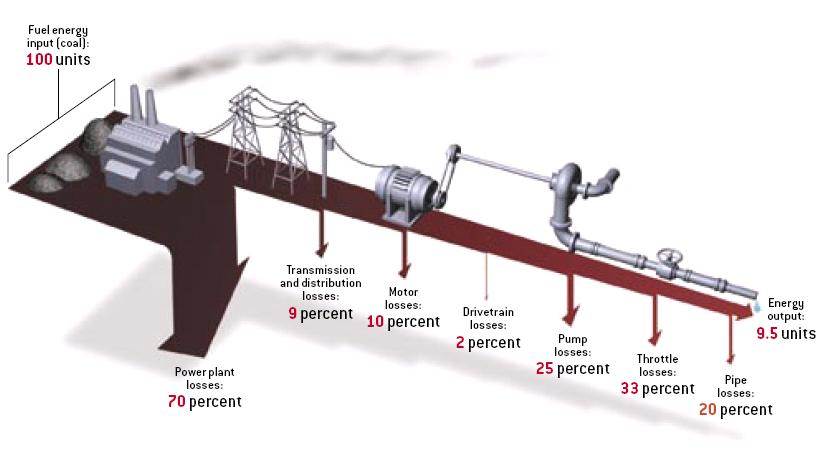 Fuel energy
input (coal):
100 units
Transmission
and distribution
losses:
9 percent
Motor
losses:
10 percent
Drivetrain
losses:
2 percent
Pump
losses:
25 percent
Throttle
losses:
33 percent
Pipe
losses:
20 percent
Energy
output:
9.5 units
Power plant
losses:
70 percent